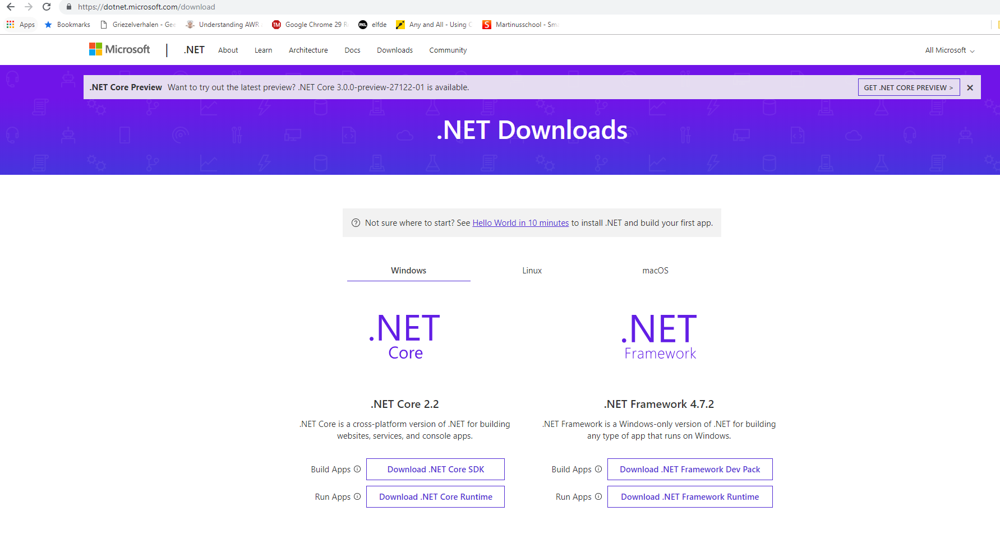 https://dotnet.microsoft.com/download
Apps Bookmarks Griezelverhalen - Gee Understanding AWR Google Chrome 29 R elfde Any and All - Using C Martinusschool - Sma
Microsoft | .NET About Learn Architecture Docs Downloads Community All Microsoft
.NET Core Preview Want to try out the latest preview? .NET Core 3.0.0-preview-27122-01 is available. GET .NET CORE PREVIEW >
.NET Downloads
Not sure where to start? See Hello World in 10 minutes to install .NET and build your first app.
Windows Linux macOS
.NET
Core
.NET
Framework
.NET Core 2.2
.NET Core is a cross-platform version of .NET for building
websites, services, and console apps.
Build Apps Download .NET Core SDK
Run Apps Download .NET Core Runtime
.NET Framework 4.7.2
.NET Framework is a Windows-only version of .NET for building
any type of app that runs on Windows.
Build Apps Download .NET Framework Dev Pack
Run Apps Download .NET Framework Runtime